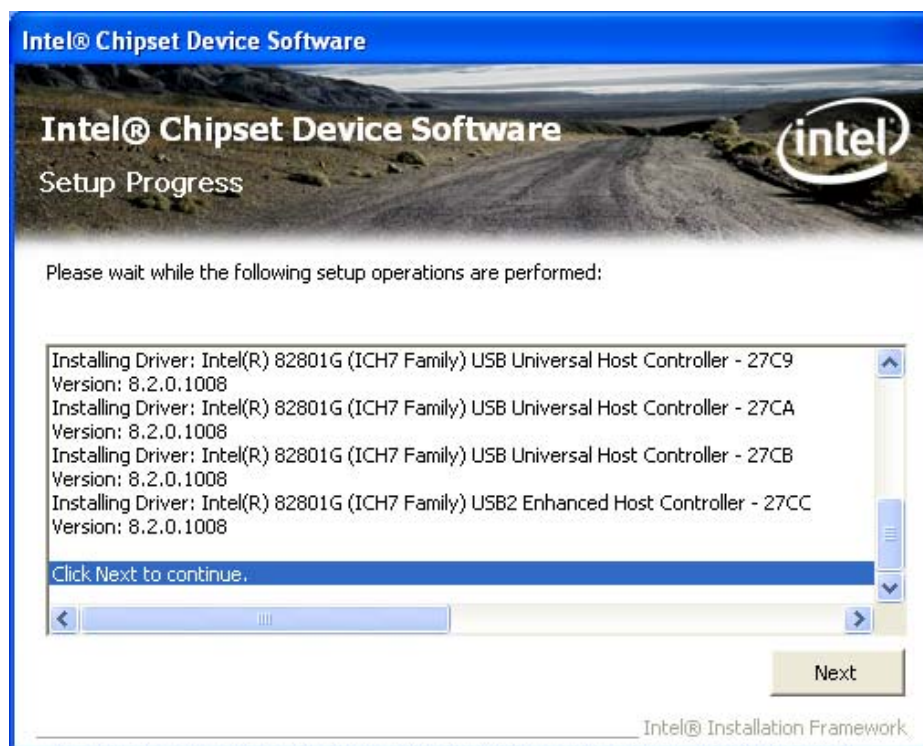 Intel® Chipset Device Software
Intel® Chipset Device Software
intel
Setup Progress
Please wait while the following setup operations are performed:
Installing Driver: Intel(R) 82801G (ICH7 Family) USB Universal Host Controller - 27C9
Version: 8.2.0.1008
Installing Driver: Intel(R) 82801G (ICH7 Family) USB Universal Host Controller - 27CA
Version: 8.2.0.1008
Installing Driver: Intel(R) 82801G (ICH7 Family) USB Universal Host Controller - 27CB
Version: 8.2.0.1008
Installing Driver: Intel(R) 82801G (ICH7 Family) USB2 Enhanced Host Controller - 27CC
Version: 8.2.0.1008
Click Next to continue.
Next
Intel® Installation Framework